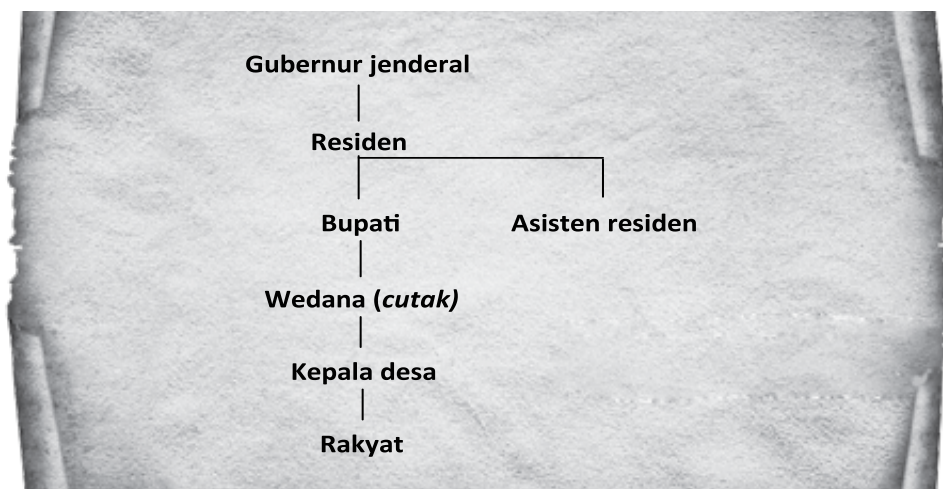 Gubernur jenderal
Residen
Bupati Asisten residen
Wedana (cutak)
Kepala desa
Rakyat